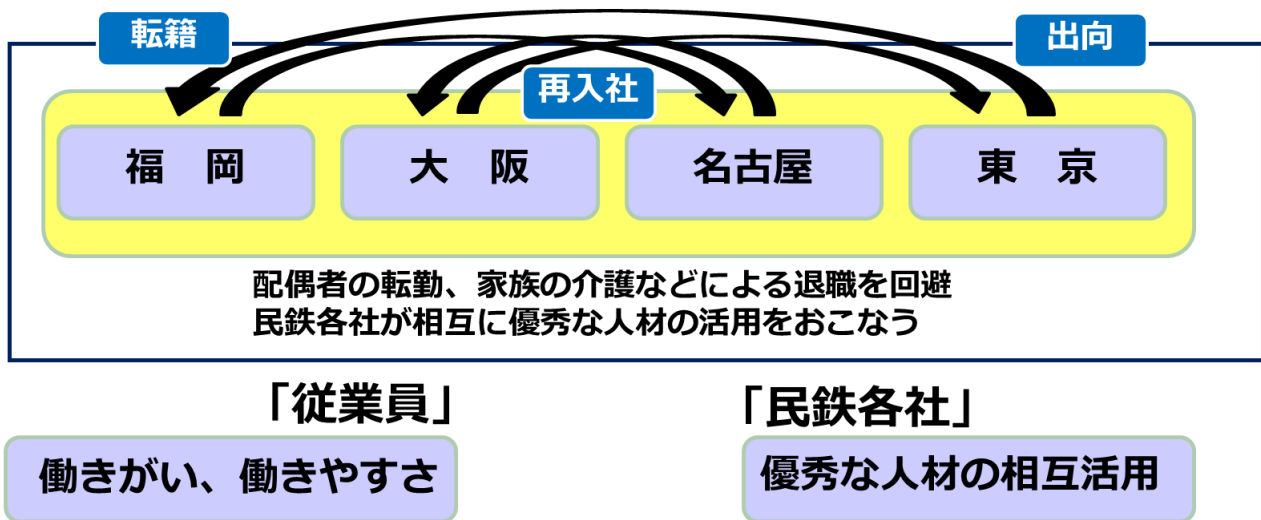 転籍
出向
再入社
福　岡
大　阪
名古屋
東　京
配偶者の転勤、家族の介護などによる退職を回避
民鉄各社が相互に優秀な人材の活用をおこなう
「従業員」
「民鉄各社」
働きがい、働きやすさ
優秀な人材の相互活用